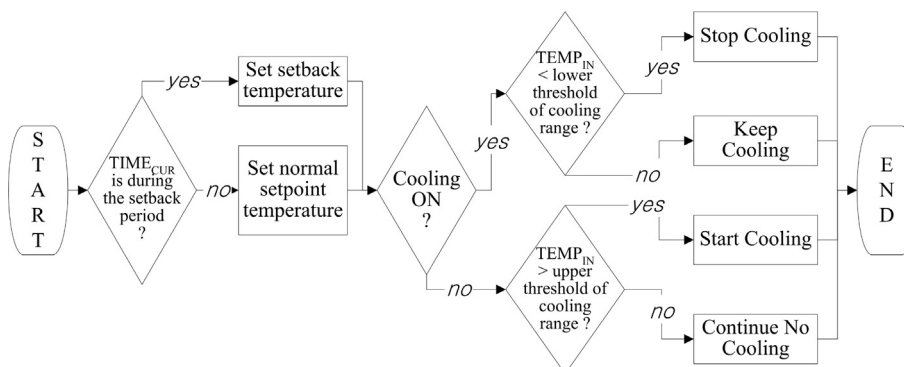 START
TIME_CUR
is during
the setback
period
?
yes
Set setback
temperature
no
Set normal
setpoint
temperature
Cooling
ON
?
yes
TEMP_IN
< lower
threshold
of cooling
range ?
yes
Stop Cooling
no
Keep
Cooling
no
TEMP_IN
> upper
threshold of
cooling
range ?
yes
Start Cooling
no
Continue No
Cooling
END